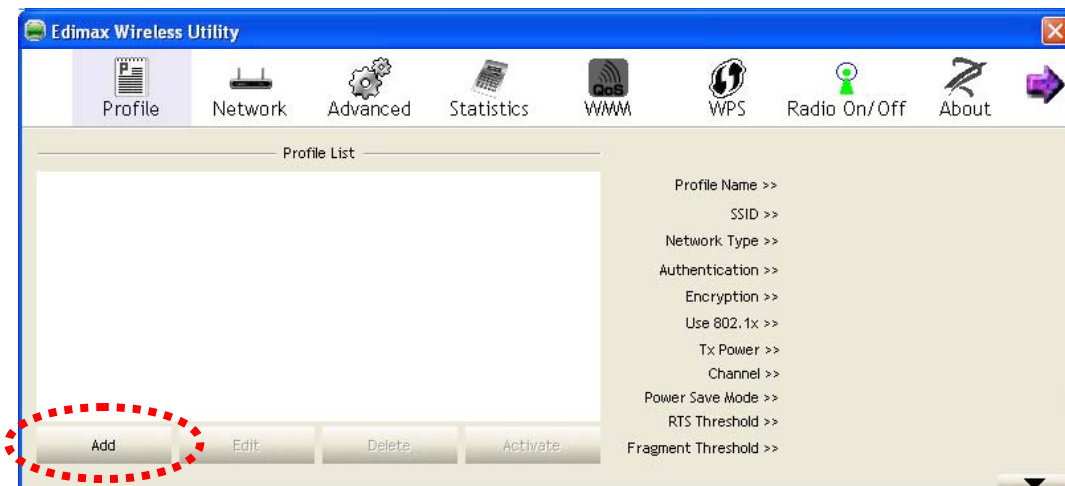 Edimax Wireless Utility
P
QoS
Profile Network Advanced Statistics WMM WPS Radio On/Off About
Profile List
Profile Name >>
SSID >>
Network Type >>
Authentication >>
Encryption >>
Use 802.1x >>
Tx Power >>
Channel >>
Power Save Mode >>
RTS Threshold >>
Fragment Threshold >>
Add Edit Delete Activate